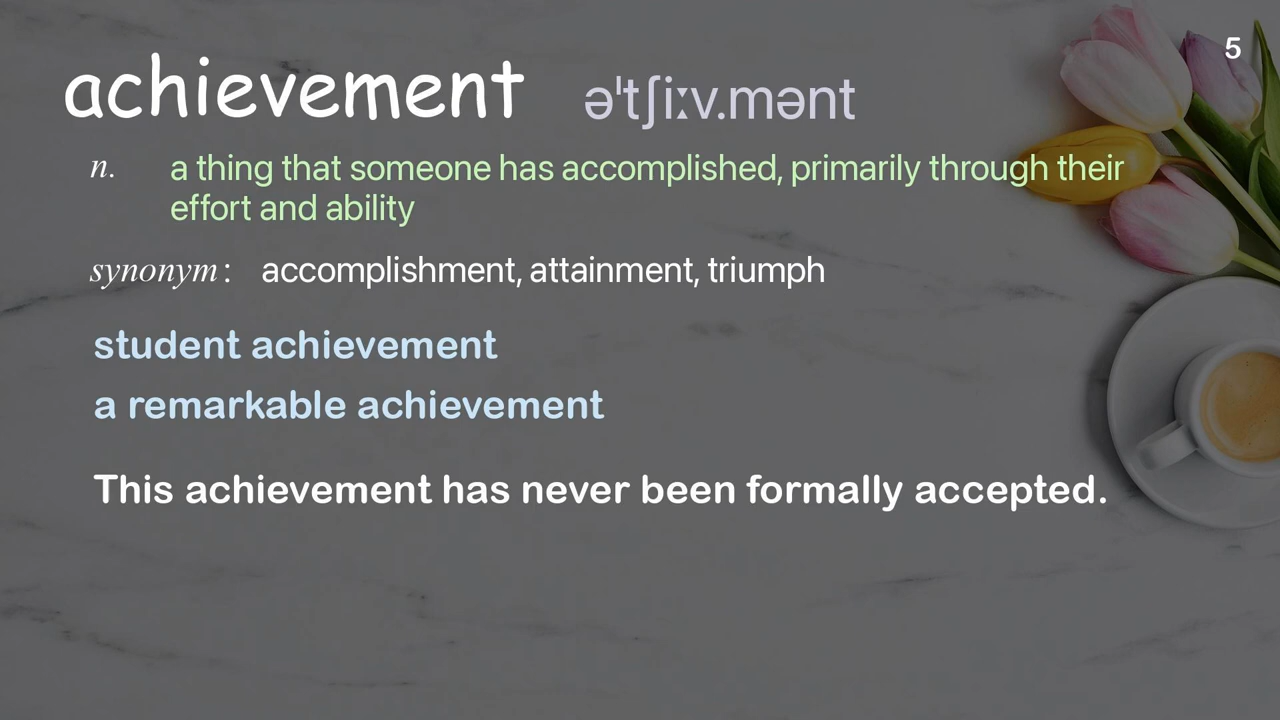 5
achievement əˈtʃiːv.mənt
n. a thing that someone has accomplished, primarily through their
effort and ability
synonym: accomplishment, attainment, triumph
student achievement
a remarkable achievement
This achievement has never been formally accepted.